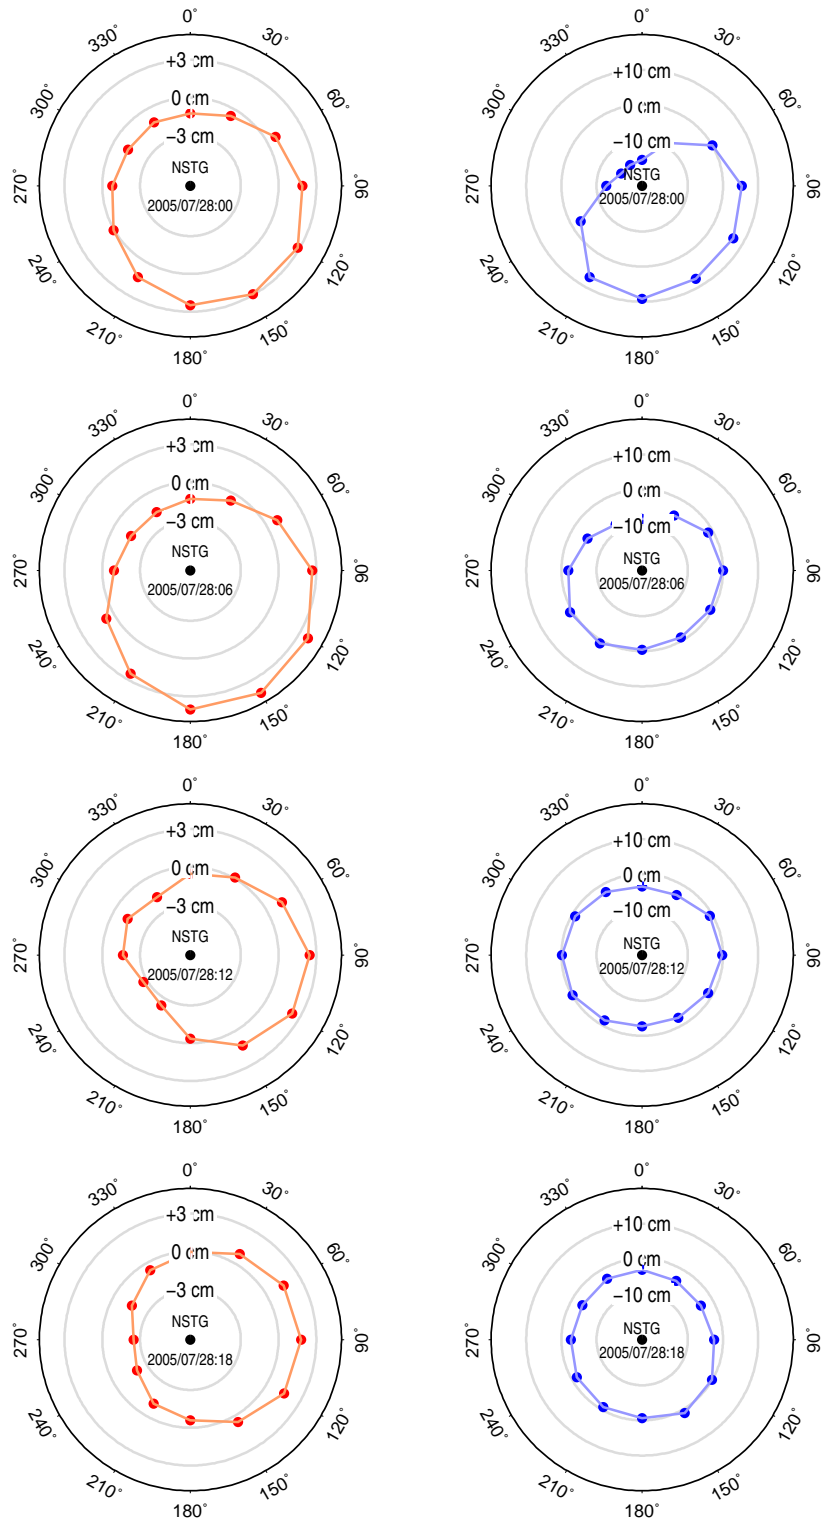 0° 0°
330° 30° 330° 30°
+3 cm +10 cm
300° 0 cm 60° 300° 0 cm 60°
−3 cm −10 cm
NSTG NSTG
270° 90° 270° 90°
2005/07/28:00 2005/07/28:00
240° 120° 240° 120°
210° 150° 210° 150°
180° 180°
0° 0°
330° 30° 330° 30°
+3 cm +10 cm
300° 0 cm 60° 300° 0 cm 60°
−3 cm −10 cm
NSTG NSTG
270° 90° 270° 90°
2005/07/28:06 2005/07/28:06
240° 120° 240° 120°
210° 150° 210° 150°
180° 180°
0° 0°
330° 30° 330° 30°
+3 cm +10 cm
300° 0 cm 60° 300° 0 cm 60°
−3 cm −10 cm
NSTG NSTG
270° 90° 270° 90°
2005/07/28:12 2005/07/28:12
240° 120° 240° 120°
210° 150° 210° 150°
180° 180°
0° 0°
330° 30° 330° 30°
+3 cm +10 cm
300° 0 cm 60° 300° 0 cm 60°
−3 cm −10 cm
NSTG NSTG
270° 90° 270° 90°
2005/07/28:18 2005/07/28:18
240° 120° 240° 120°
210° 150° 210° 150°
180° 180°